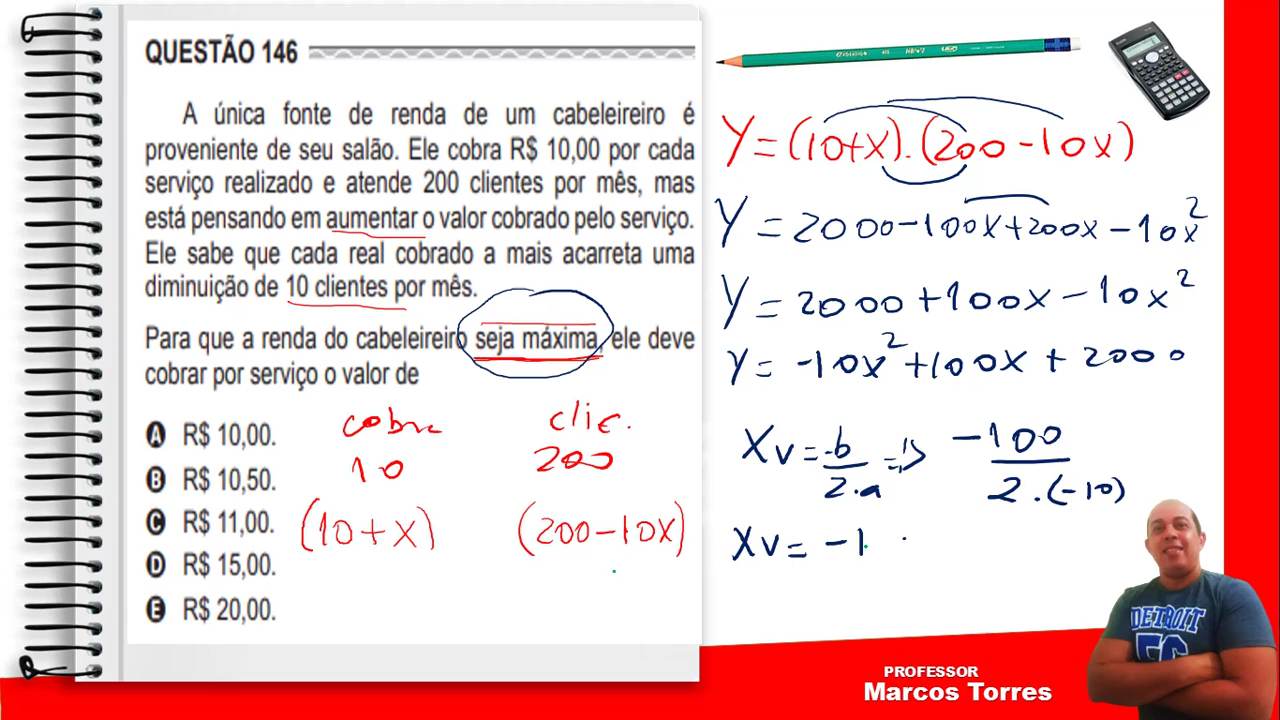 QUESTÃO 146
A única fonte de renda de um cabeleireiro é
proveniente de seu salão. Ele cobra R$ 10,00 por cada
serviço realizado e atende 200 clientes por mês, mas
está pensando em aumentar o valor cobrado pelo serviço.
Ele sabe que cada real cobrado a mais acarreta uma
diminuição de 10 clientes por mês.
Para que a renda do cabeleireiro seja máxima, ele deve
cobrar por serviço o valor de
A R$ 10,00.
B R$ 10,50.
C R$ 11,00.
D R$ 15,00.
E R$ 20,00.
cobra clie.
10 200
(10+x) (200-10x)
Y=(10+x).(200-10x)
Y=2000-100x+200x-10x²
Y=2000+100x-10x²
Y=-10x²+100x+2000
Xv=-b/2.a => -100/2.(-10)
Xv=-1
DETROIT
PROFESSOR
Marcos Torres